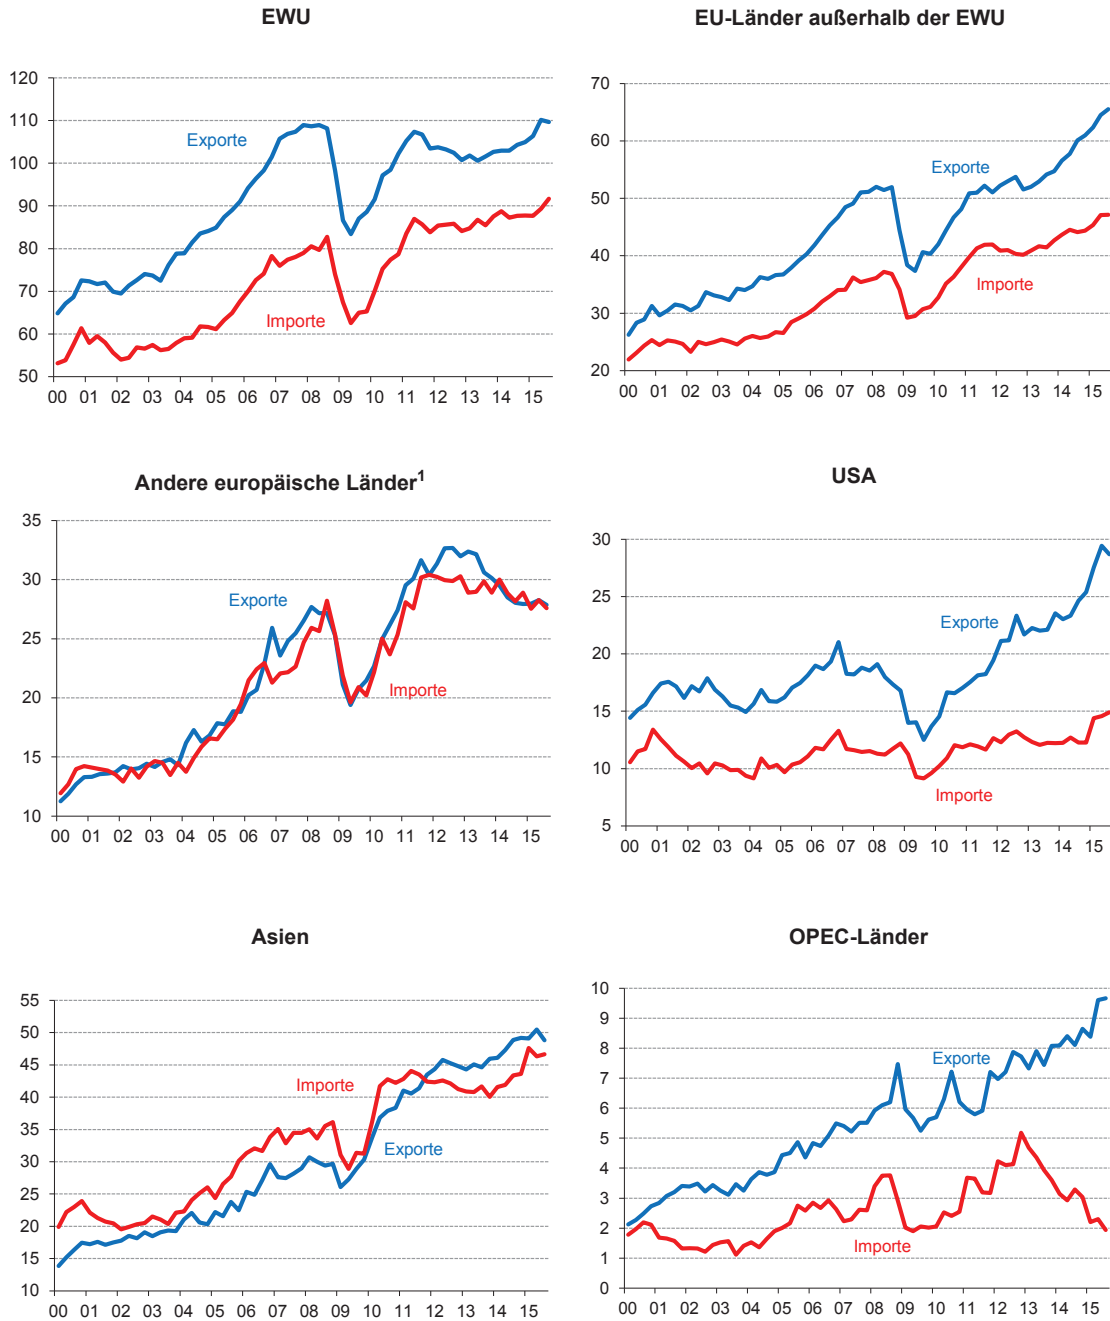 EWU
120
110
100
90
80
70
60
50
Exporte
Importe
00 01 02 03 04 05 06 07 08 09 10 11 12 13 14 15
EU-Länder außerhalb der EWU
70
60
50
40
30
20
Exporte
Importe
00 01 02 03 04 05 06 07 08 09 10 11 12 13 14 15
Andere europäische Länder¹
35
30
25
20
15
10
Exporte
Importe
00 01 02 03 04 05 06 07 08 09 10 11 12 13 14 15
USA
30
25
20
15
10
5
Exporte
Importe
00 01 02 03 04 05 06 07 08 09 10 11 12 13 14 15
Asien
55
50
45
40
35
30
25
20
15
10
Importe
Exporte
00 01 02 03 04 05 06 07 08 09 10 11 12 13 14 15
OPEC-Länder
10
9
8
7
6
5
4
3
2
1
0
Exporte
Importe
00 01 02 03 04 05 06 07 08 09 10 11 12 13 14 15